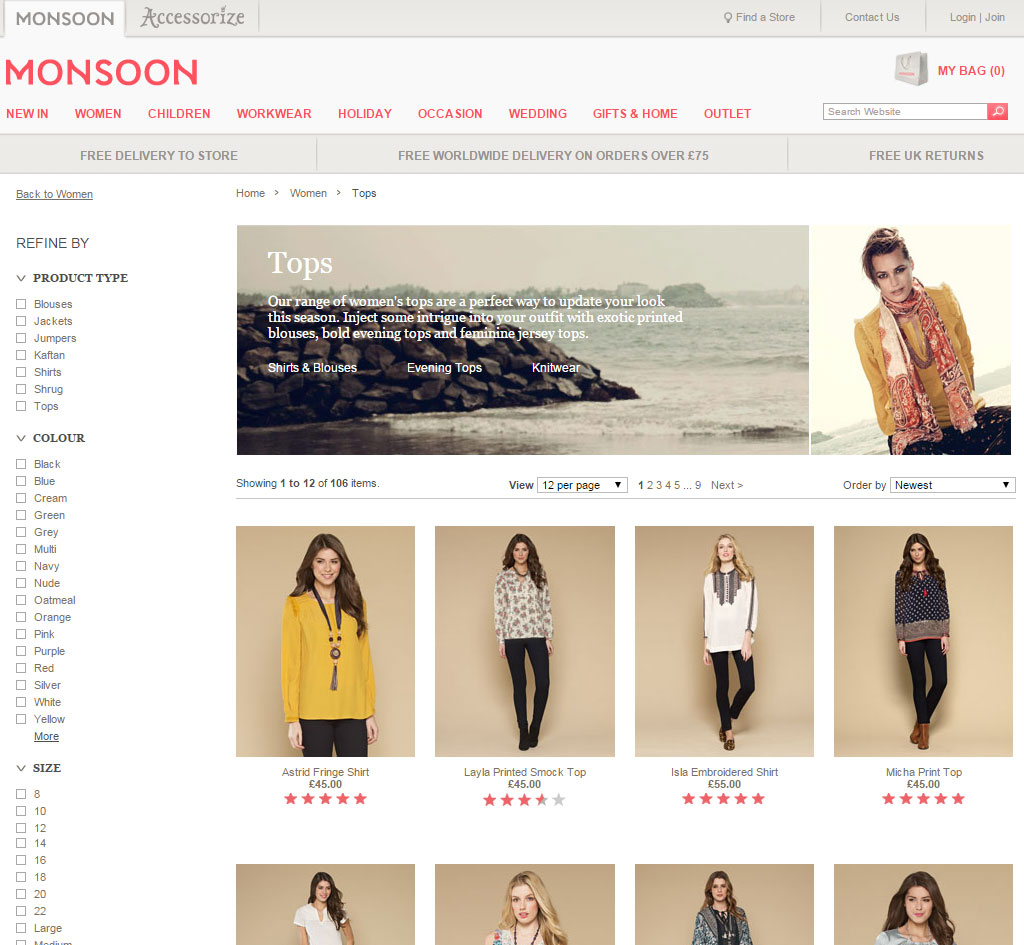 MONSOON
Accessorize
Find a Store
Contact Us
Login | Join
MONSOON
MY BAG (0)
NEW IN
WOMEN
CHILDREN
WORKWEAR
HOLIDAY
OCCASION
WEDDING
GIFTS & HOME
OUTLET
Search Website
FREE DELIVERY TO STORE
FREE WORLDWIDE DELIVERY ON ORDERS OVER £75
FREE UK RETURNS
Back to Women
Home > Women > Tops
REFINE BY
PRODUCT TYPE
Blouses
Jackets
Jumpers
Kaftan
Shirts
Shrug
Tops
COLOUR
Black
Blue
Cream
Green
Grey
Multi
Navy
Nude
Oatmeal
Orange
Pink
Purple
Red
Silver
White
Yellow
More
SIZE
8
10
12
14
16
18
20
22
Large
Medium
Tops
Our range of women's tops are a perfect way to update your look
this season. Inject some intrigue into your outfit with exotic printed
blouses, bold evening tops and feminine jersey tops.
Shirts & Blouses
Evening Tops
Knitwear
Showing 1 to 12 of 106 items.
View 12 per page
1 2 3 4 5 ... 9 Next >
Order by Newest
Astrid Fringe Shirt
£45.00
Layla Printed Smock Top
£45.00
Isla Embroidered Shirt
£55.00
Micha Print Top
£45.00